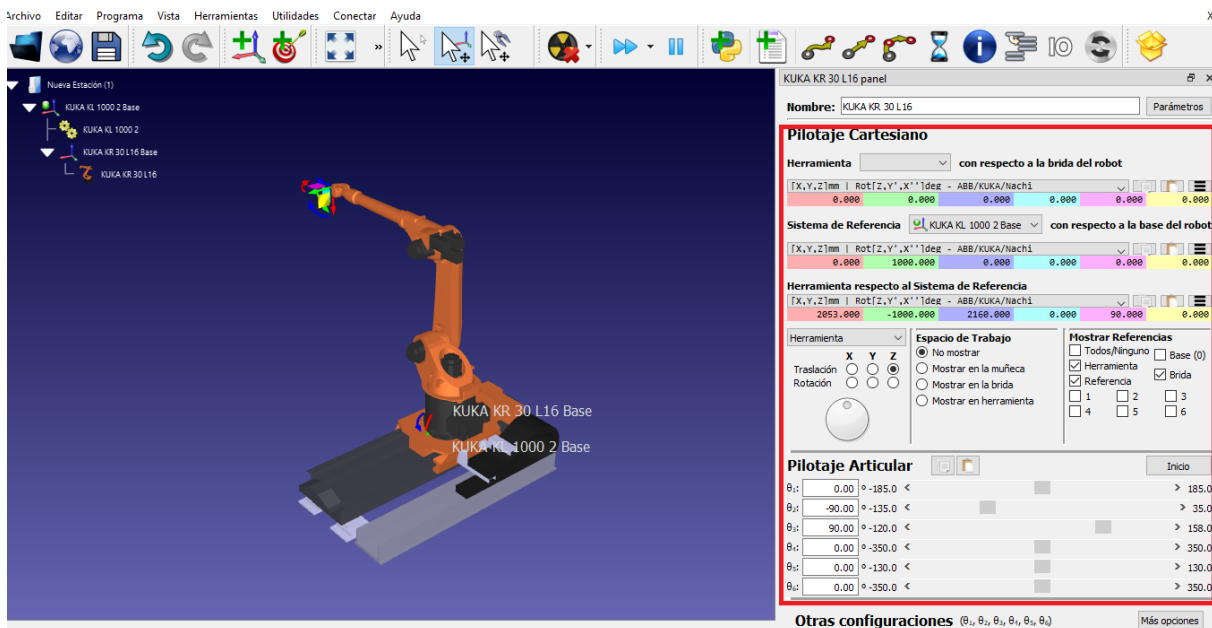 Archivo Editar Programa Vista Herramientas Utilidades Conectar Ayuda X
»
IO
Nueva Estación (1)
KUKA KL 1000 2 Base
KUKA KL 1000 2
KUKA KR 30 L16 Base
KUKA KR 30 L16
KUKA KR 30 L16 Base
KUKA KL 1000 2 Base
KUKA KR 30 L16 panel
Nombre: KUKA KR 30 L16 Parámetros
Pilotaje Cartesiano
Herramienta con respecto a la brida del robot
[X,Y,Z]mm | Rot[Z,Y',X'']deg - ABB/KUKA/Nachi
0.000 0.000 0.000 0.000 0.000 0.000
Sistema de Referencia KUKA KL 1000 2 Base con respecto a la base del robot
[X,Y,Z]mm | Rot[Z,Y',X'']deg - ABB/KUKA/Nachi
0.000 1000.000 0.000 0.000 0.000 0.000
Herramienta respecto al Sistema de Referencia
[X,Y,Z]mm | Rot[Z,Y',X'']deg - ABB/KUKA/Nachi
2053.000 -1000.000 2160.000 0.000 90.000 0.000
Herramienta
X Y Z
Traslación
Rotación
Espacio de Trabajo
No mostrar
Mostrar en la muñeca
Mostrar en la brida
Mostrar en herramienta
Mostrar Referencias
Todos/Ninguno Base (0)
Herramienta Brida
Referencia
1 2 3
4 5 6
Pilotaje Articular Inicio
θ₁: 0.00 º -185.0 < > 185.0
θ₂: -90.00 º -135.0 < > 35.0
θ₃: 90.00 º -120.0 < > 158.0
θ₄: 0.00 º -350.0 < > 350.0
θ₅: 0.00 º -130.0 < > 130.0
θ₆: 0.00 º -350.0 < > 350.0
Otras configuraciones (θ₁, θ₂, θ₃, θ₄, θ₅, θ₆) Más opciones